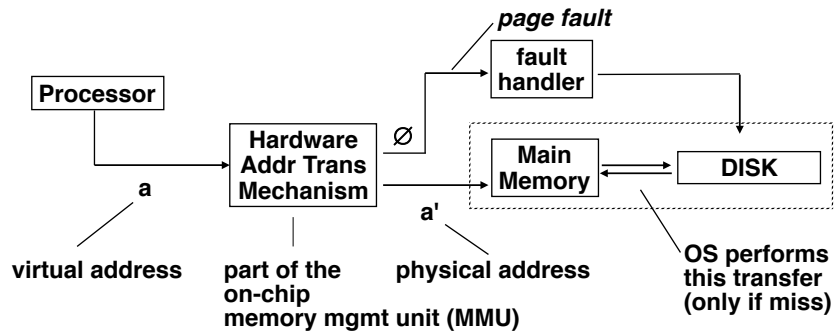 page fault
fault
handler
Processor
Ø
Hardware
Addr Trans
Mechanism
Main
Memory
DISK
a
a'
virtual address
part of the
on-chip
memory mgmt unit (MMU)
physical address
OS performs
this transfer
(only if miss)